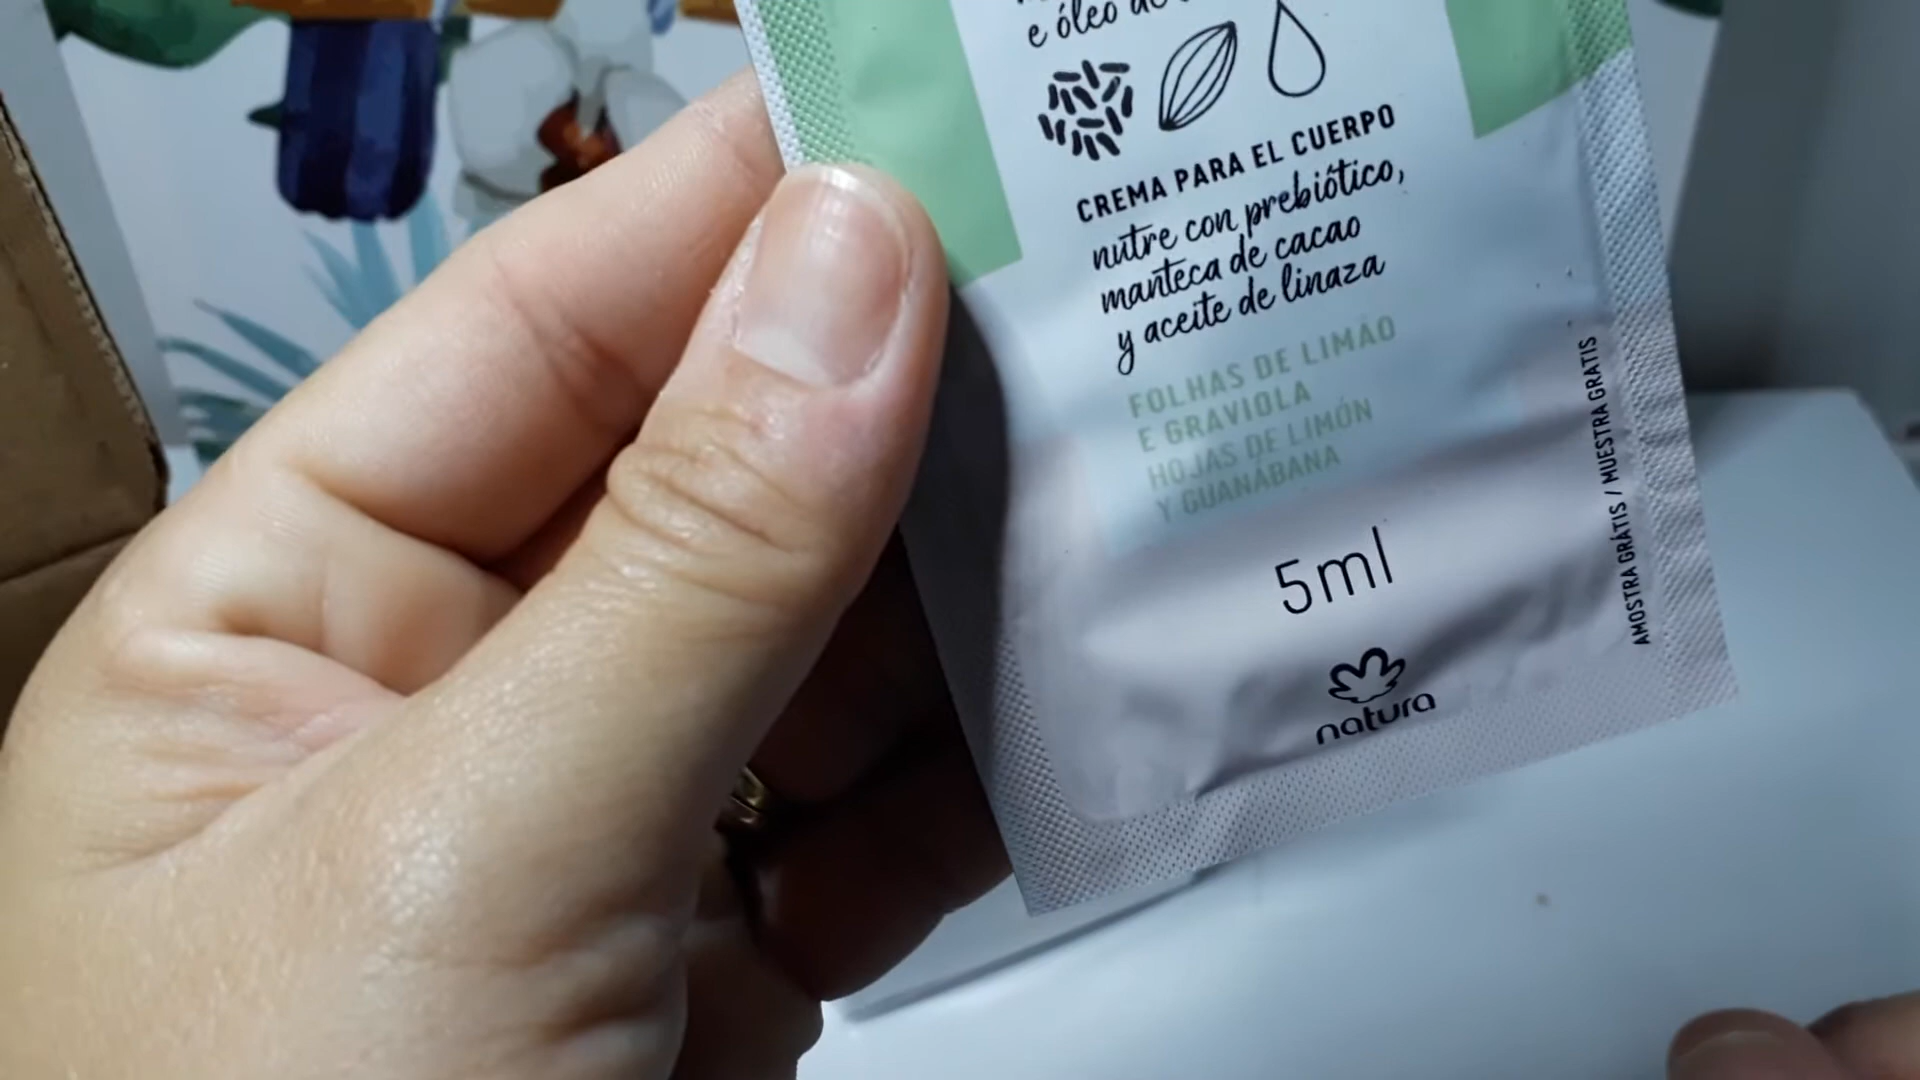 e óleo de
CREMA PARA EL CUERPO
nutre con prebiótico,
manteca de cacao
y aceite de linaza
FOLHAS DE LIMÃO
E GRAVIOLA
HOJAS DE LIMÓN
Y GUANÁBANA
5ml
natura
AMOSTRA GRÁTIS / MUESTRA GRATIS